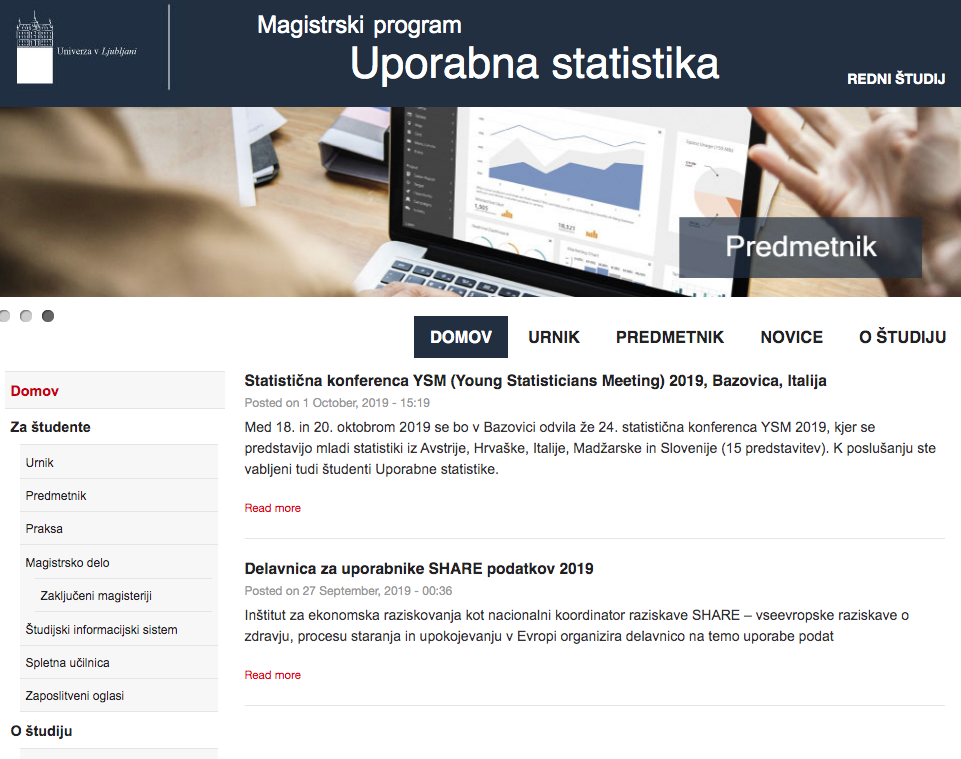 Univerza v Ljubljani
Magistrski program
Uporabna statistika
REDNI ŠTUDIJ
Predmetnik
DOMOV
URNIK
PREDMETNIK
NOVICE
O ŠTUDIJU
Domov
Za študente
Urnik
Predmetnik
Praksa
Magistrsko delo
Zaključeni magisteriji
Študijski informacijski sistem
Spletna učilnica
Zaposlitveni oglasi
O študiju
Statistična konferenca YSM (Young Statisticians Meeting) 2019, Bazovica, Italija
Posted on 1 October, 2019 - 15:19
Med 18. in 20. oktobrom 2019 se bo v Bazovici odvila že 24. statistična konferenca YSM 2019, kjer se
predstavijo mladi statistiki iz Avstrije, Hrvaške, Italije, Madžarske in Slovenije (15 predstavitev). K poslušanju ste
vabljeni tudi študenti Uporabne statistike.
Read more
Delavnica za uporabnike SHARE podatkov 2019
Posted on 27 September, 2019 - 00:36
Inštitut za ekonomska raziskovanja kot nacionalni koordinator raziskave SHARE – vseevropske raziskave o
zdravju, procesu staranja in upokojevanju v Evropi organizira delavnico na temo uporabe podat
Read more